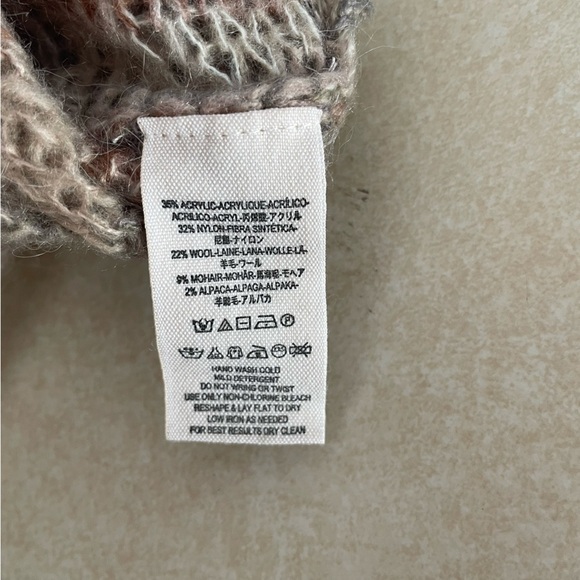 35% ACRYLIC-ACRYLIQUE-ACRÍLICO-
ACRILICO-ACRYL-丙烯酸-アクリル
32% NYLON-FIBRA SINTÉTICA-
尼龍-ナイロン
22% WOOL-LAINE-LANA-WOLLE-LÃ-
羊毛-ウール
9% MOHAIR-MOHÄR-馬海毛-モヘア
2% ALPACA-ALPAGA-ALPAKA-
羊駝毛-アルパカ
P
HAND WASH COLD
MILD DETERGENT
DO NOT WRING OR TWIST
USE ONLY NON-CHLORINE BLEACH
RESHAPE & LAY FLAT TO DRY
LOW IRON AS NEEDED
FOR BEST RESULTS DRY CLEAN